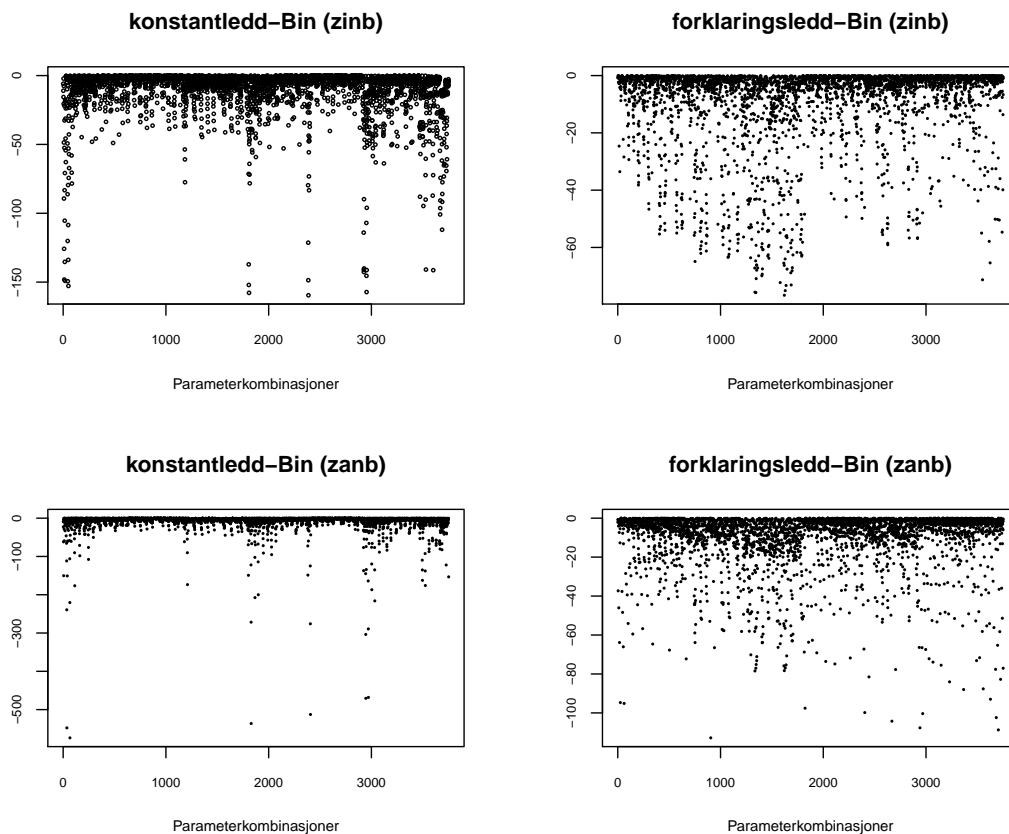 konstantledd−Bin (zinb)
0
−50
−100
−150
0 1000 2000 3000
Parameterkombinasjoner
forklaringsledd−Bin (zinb)
0
−20
−40
−60
0 1000 2000 3000
Parameterkombinasjoner
konstantledd−Bin (zanb)
0
−100
−300
−500
0 1000 2000 3000
Parameterkombinasjoner
forklaringsledd−Bin (zanb)
0
−20
−40
−60
−80
−100
0 1000 2000 3000
Parameterkombinasjoner